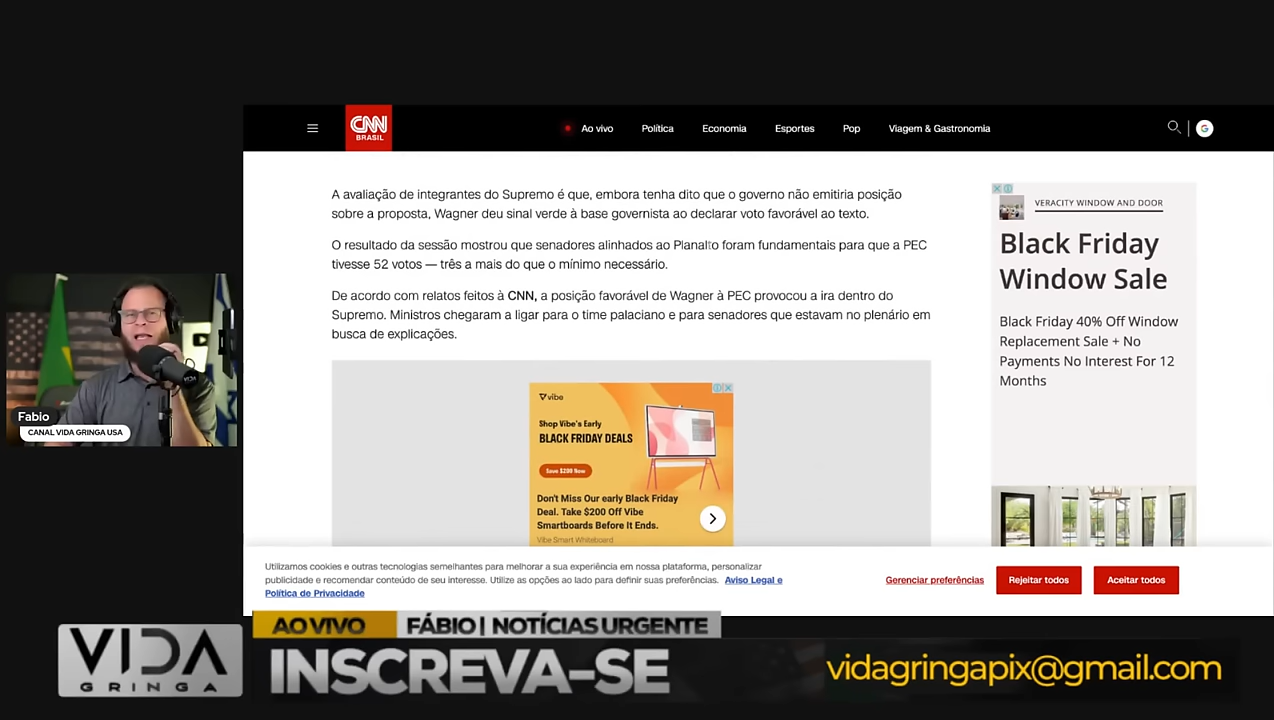 CNN
BRASIL
Ao vivo
Política
Economia
Esportes
Pop
Viagem & Gastronomia
A avaliação de integrantes do Supremo é que, embora tenha dito que o governo não emitiria posição
sobre a proposta, Wagner deu sinal verde à base governista ao declarar voto favorável ao texto.
O resultado da sessão mostrou que senadores alinhados ao Planalto foram fundamentais para que a PEC
tivesse 52 votos — três a mais do que o mínimo necessário.
De acordo com relatos feitos à CNN, a posição favorável de Wagner à PEC provocou a ira dentro do
Supremo. Ministros chegaram a ligar para o time palaciano e para senadores que estavam no plenário em
busca de explicações.
VERACITY WINDOW AND DOOR
Black Friday
Window Sale
Black Friday 40% Off Window
Replacement Sale + No
Payments No Interest For 12
Months
vibe
Shop Vibe's Early
BLACK FRIDAY DEALS
Save $298 Now
Don't Miss Our early Black Friday
Deal. Take $200 Off Vibe
Smartboards Before It Ends.
Vibe Smart Whiteboard
Fabio
CANAL VIDA GRINGA USA
Utilizamos cookies e outras tecnologias semelhantes para melhorar a sua experiência em nossa plataforma, personalizar
publicidade e recomendar conteúdo de seu interesse. Utilize as opções ao lado para definir suas preferências. Aviso Legal e
Política de Privacidade
Gerenciar preferências
Rejeitar todos
Aceitar todos
AO VIVO
FÁBIO | NOTÍCIAS URGENTE
VIDA
GRINGA
INSCREVA-SE
vidagringapix@gmail.com